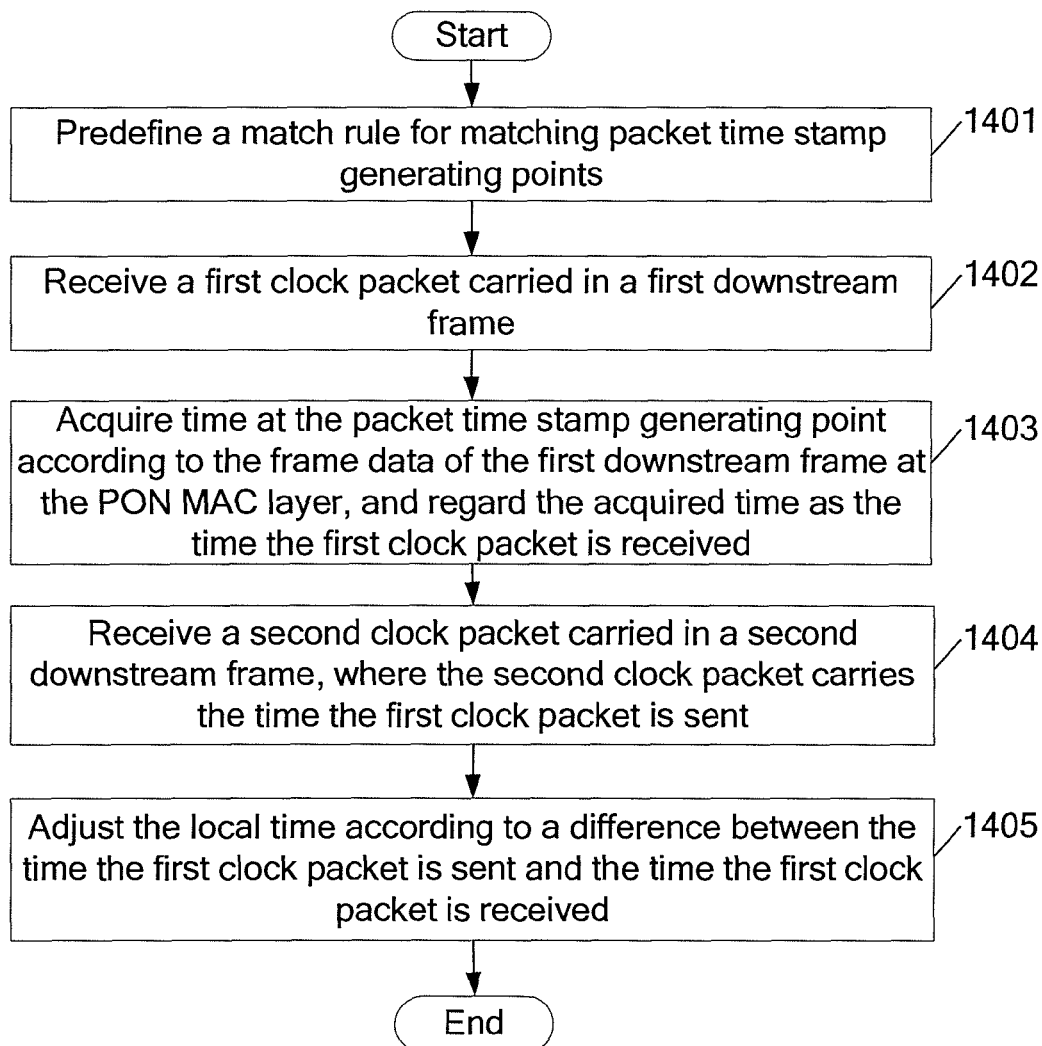 Start
Predefine a match rule for matching packet time stamp
generating points
1401
Receive a first clock packet carried in a first downstream
frame
1402
Acquire time at the packet time stamp generating point
according to the frame data of the first downstream frame at
the PON MAC layer, and regard the acquired time as the
time the first clock packet is received
1403
Receive a second clock packet carried in a second
downstream frame, where the second clock packet carries
the time the first clock packet is sent
1404
Adjust the local time according to a difference between the
time the first clock packet is sent and the time the first clock
packet is received
1405
End